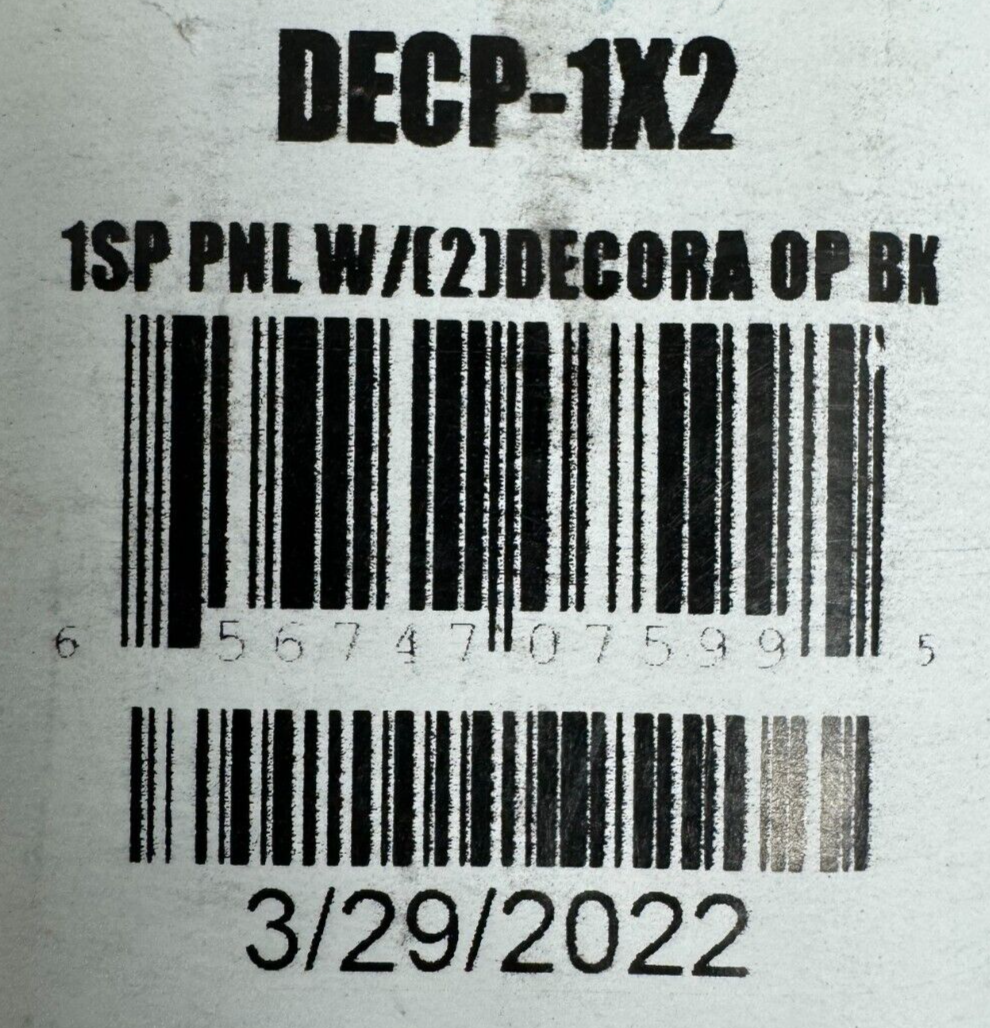 DECP-1X2
1SP PNL W/(2)DECORA OP BK
6 56747 07599 5
3/29/2022